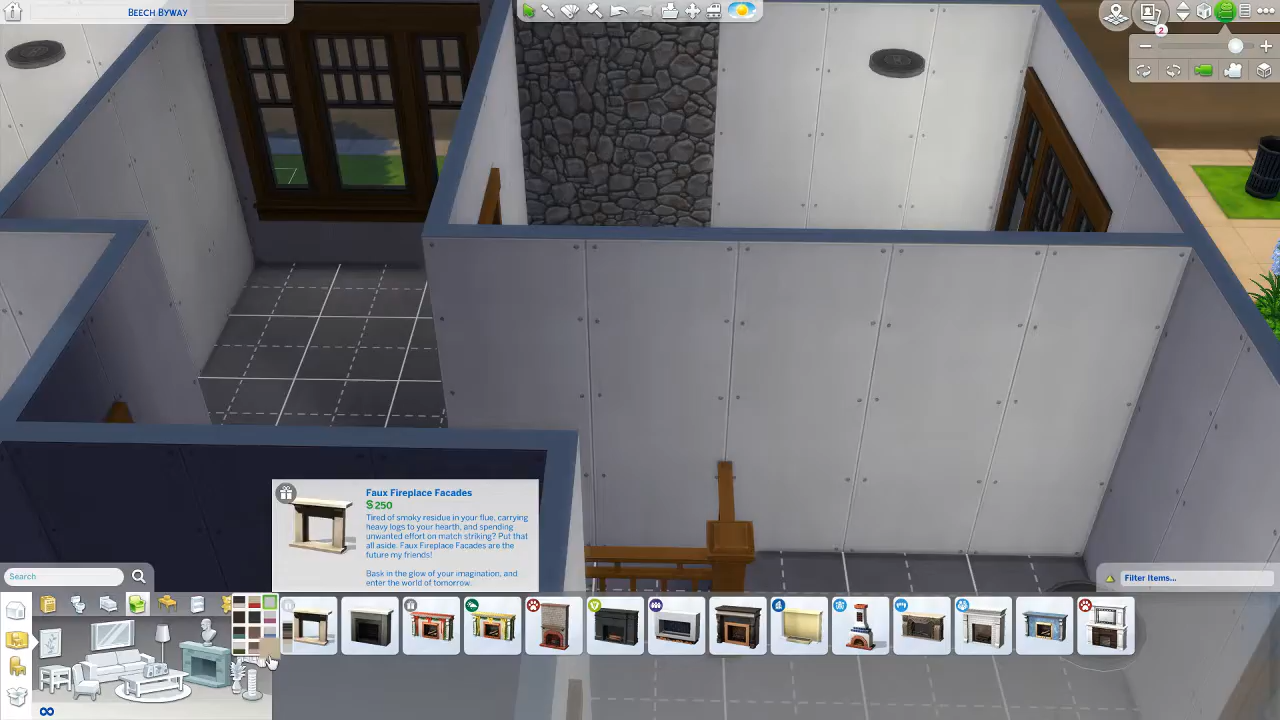 Beech Byway
2
Faux Fireplace Facades
§250
Tired of smoky residue in your flue, carrying
heavy logs to your hearth, and spending
unwanted effort on match striking? Put that
all aside. Faux Fireplace Facades are the
future my friends!
Bask in the glow of your imagination, and
enter the world of tomorrow.
Search
Filter Items...